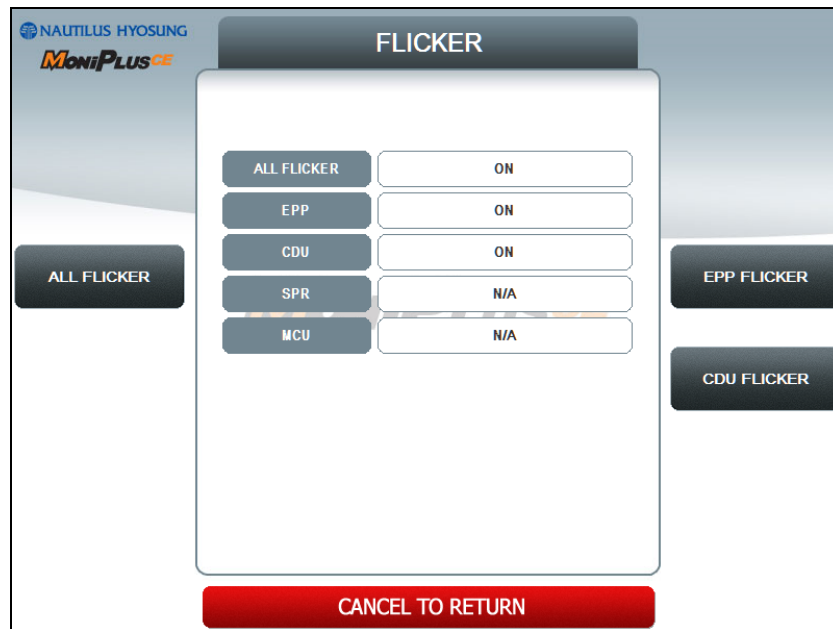 NAUTILUS HYOSUNG
MONIPLUSCE
FLICKER
ALL FLICKER ON
EPP ON
CDU ON
SPR N/A
MCU N/A
ALL FLICKER
EPP FLICKER
CDU FLICKER
CANCEL TO RETURN